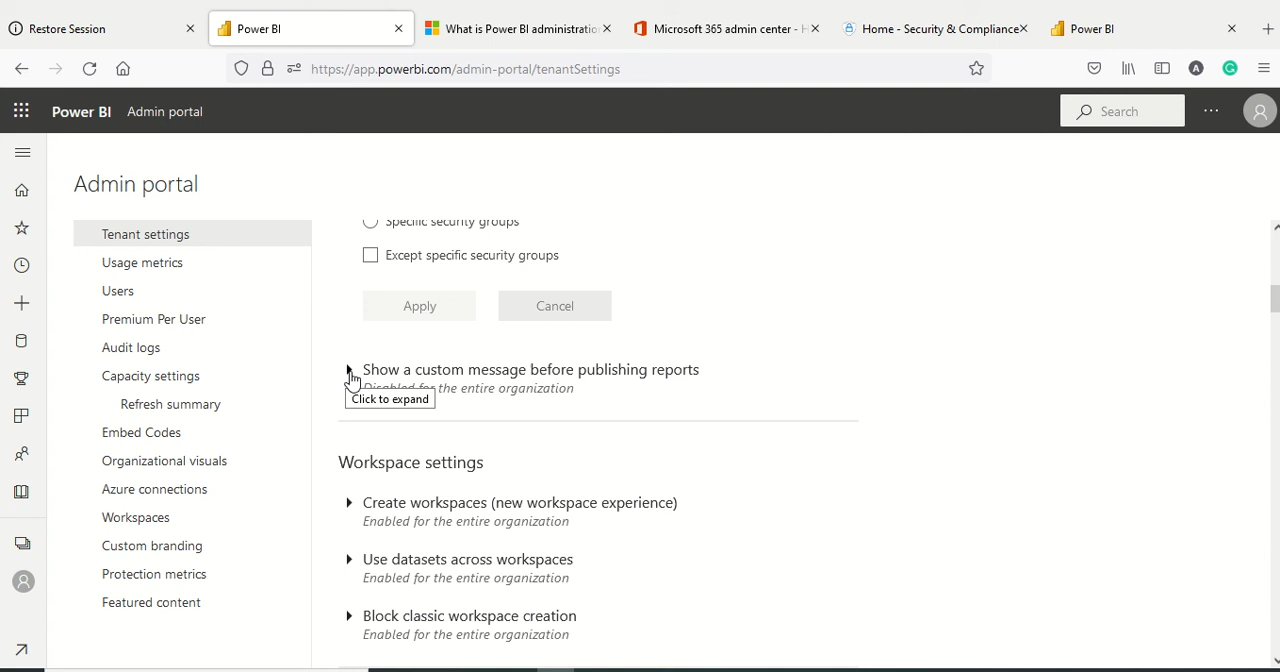 Restore Session
Power BI
What is Power BI administratio
Microsoft 365 admin center - H
Home - Security & Compliance
Power BI
https://app.powerbi.com/admin-portal/tenantSettings
A
G
Power BI Admin portal
Search
Admin portal
Tenant settings
Usage metrics
Users
Premium Per User
Audit logs
Capacity settings
Refresh summary
Embed Codes
Organizational visuals
Azure connections
Workspaces
Custom branding
Protection metrics
Featured content
Specific security groups
Except specific security groups
Apply
Cancel
Show a custom message before publishing reports
Disabled for the entire organization
Click to expand
Workspace settings
Create workspaces (new workspace experience)
Enabled for the entire organization
Use datasets across workspaces
Enabled for the entire organization
Block classic workspace creation
Enabled for the entire organization